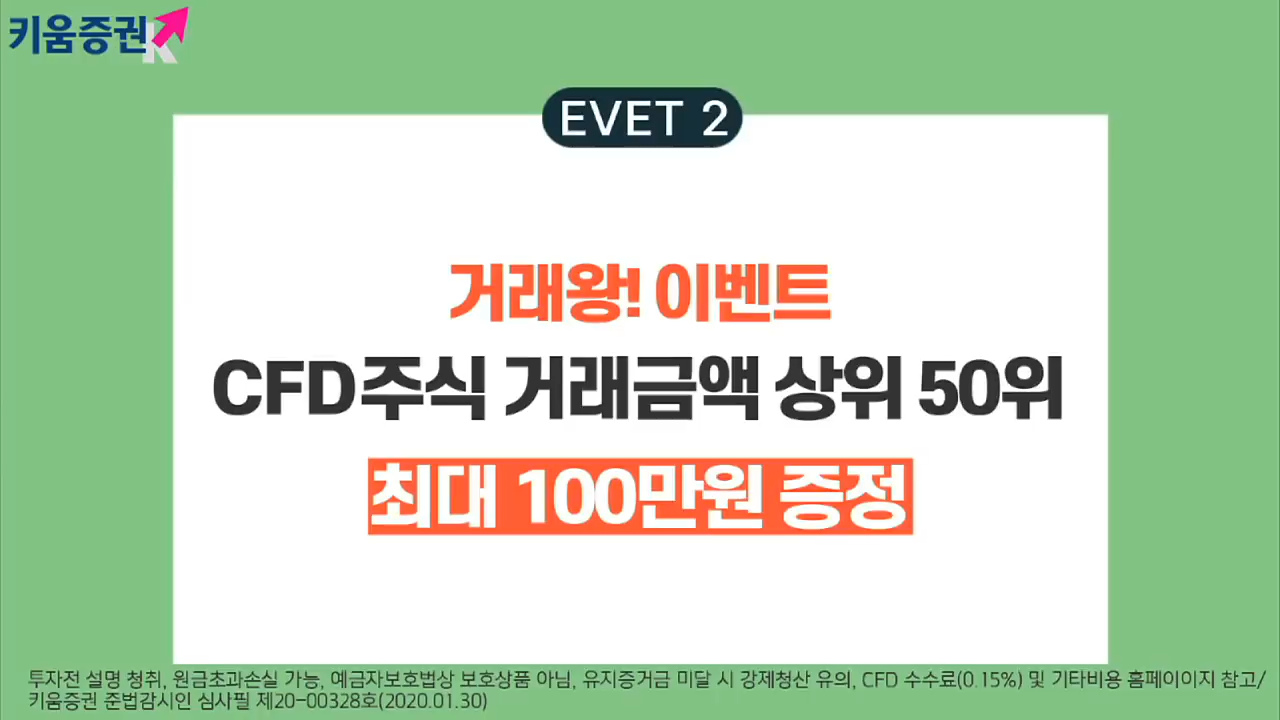 키움증권
EVET 2
거래왕! 이벤트
CFD주식 거래금액 상위 50위
최대 100만원 증정
투자전 설명 청취, 원금초과손실 가능, 예금자보호법상 보호상품 아님, 유지증거금 미달 시 강제청산 유의, CFD 수수료(0.15%) 및 기타비용 홈페이이지 참고/
키움증권 준법감시인 심사필 제20-00328호(2020.01.30)